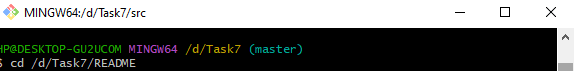 MINGW64:/d/Task7/src
HP@DESKTOP-GU2UCOM MINGW64 /d/Task7 (master)
$ cd /d/Task7/README